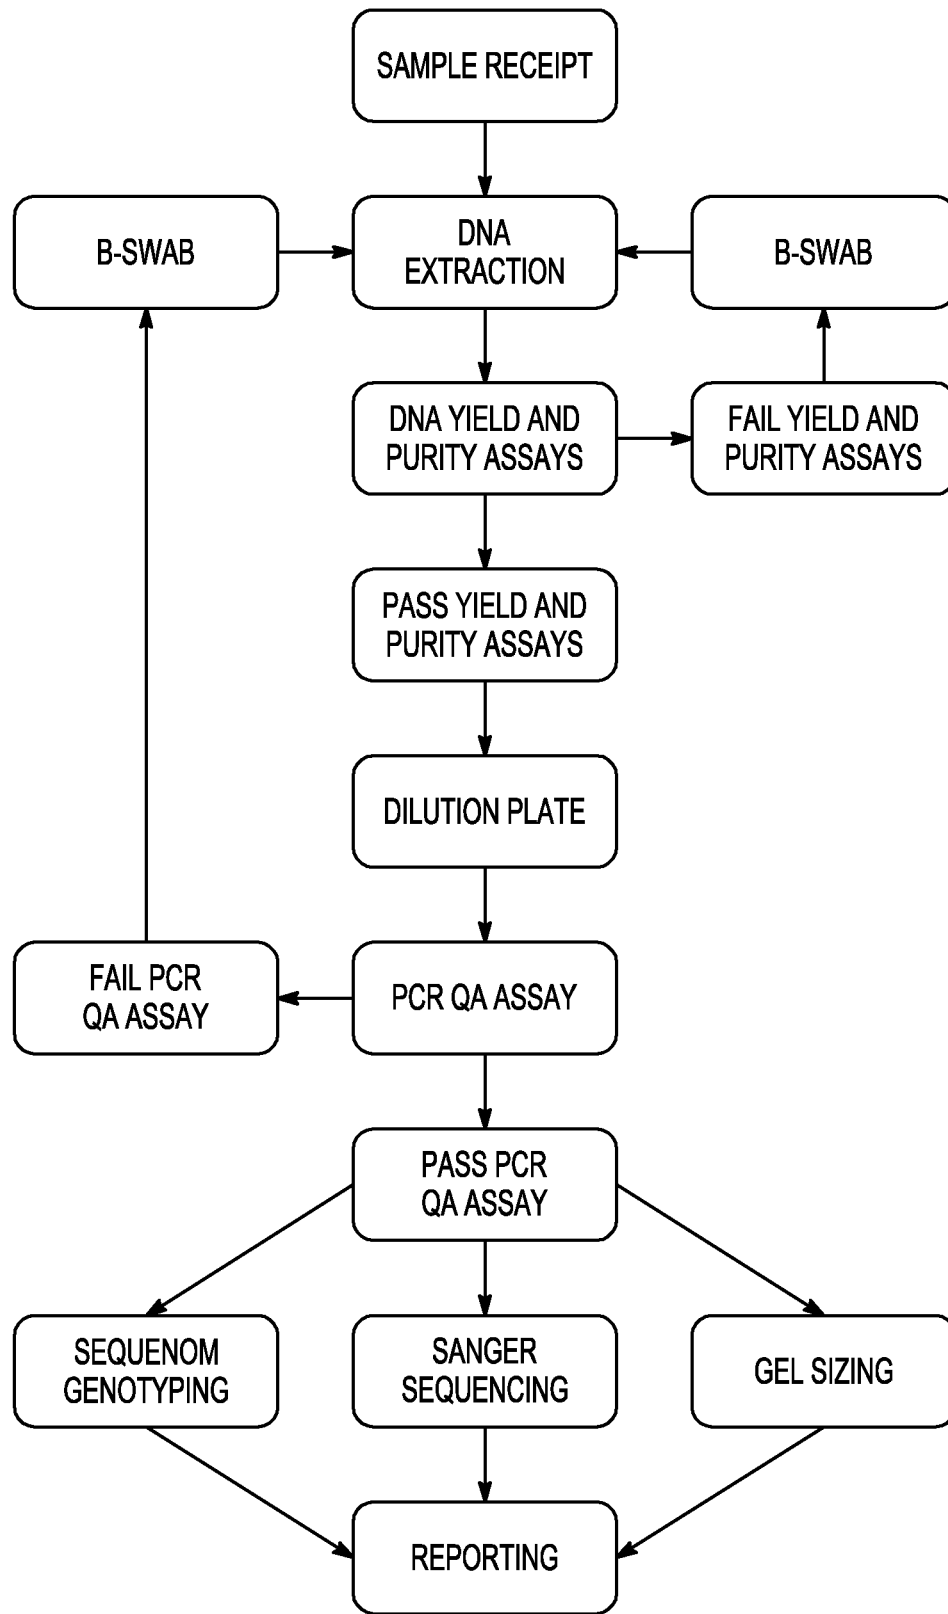 SAMPLE RECEIPT
B-SWAB
DNA
EXTRACTION
B-SWAB
DNA YIELD AND
PURITY ASSAYS
FAIL YIELD AND
PURITY ASSAYS
PASS YIELD AND
PURITY ASSAYS
DILUTION PLATE
FAIL PCR
QA ASSAY
PCR QA ASSAY
PASS PCR
QA ASSAY
SEQUENOM
GENOTYPING
SANGER
SEQUENCING
GEL SIZING
REPORTING